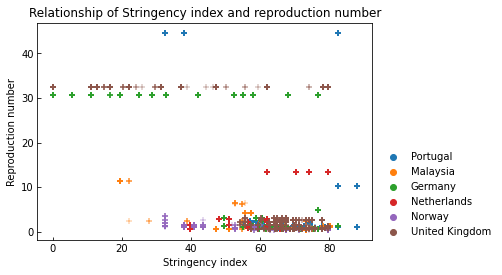 Relationship of Stringency index and reproduction number
40
30
20
10
0
Reproduction number
0 20 40 60 80
Stringency index
Portugal
Malaysia
Germany
Netherlands
Norway
United Kingdom